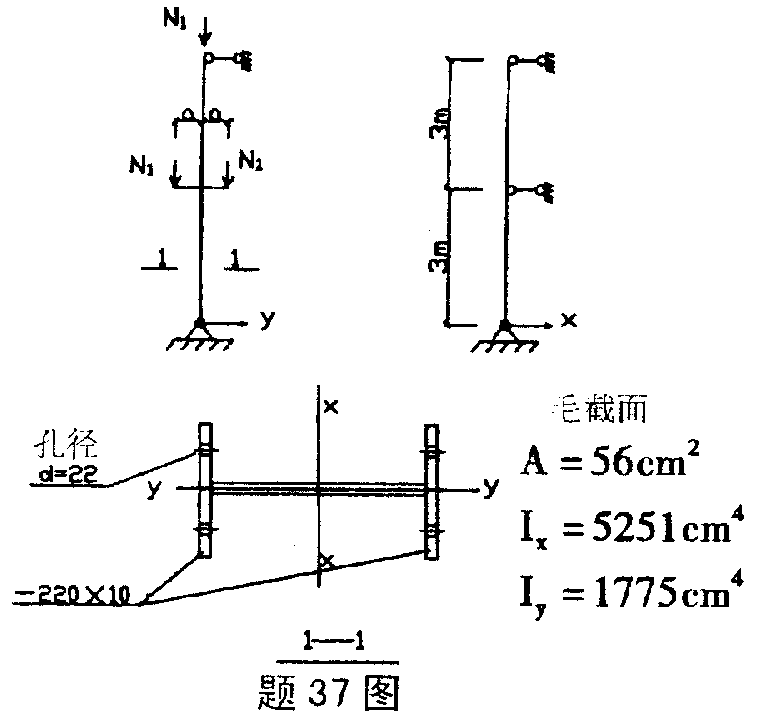 N₁
N₁
N₂
1
1
y
3m
3m
x
孔径
d=22
x
x
y
y
-220×10
1—1
毛截面
A = 56cm²
Iₓ = 5251cm⁴
I_y = 1775cm⁴
题 37 图